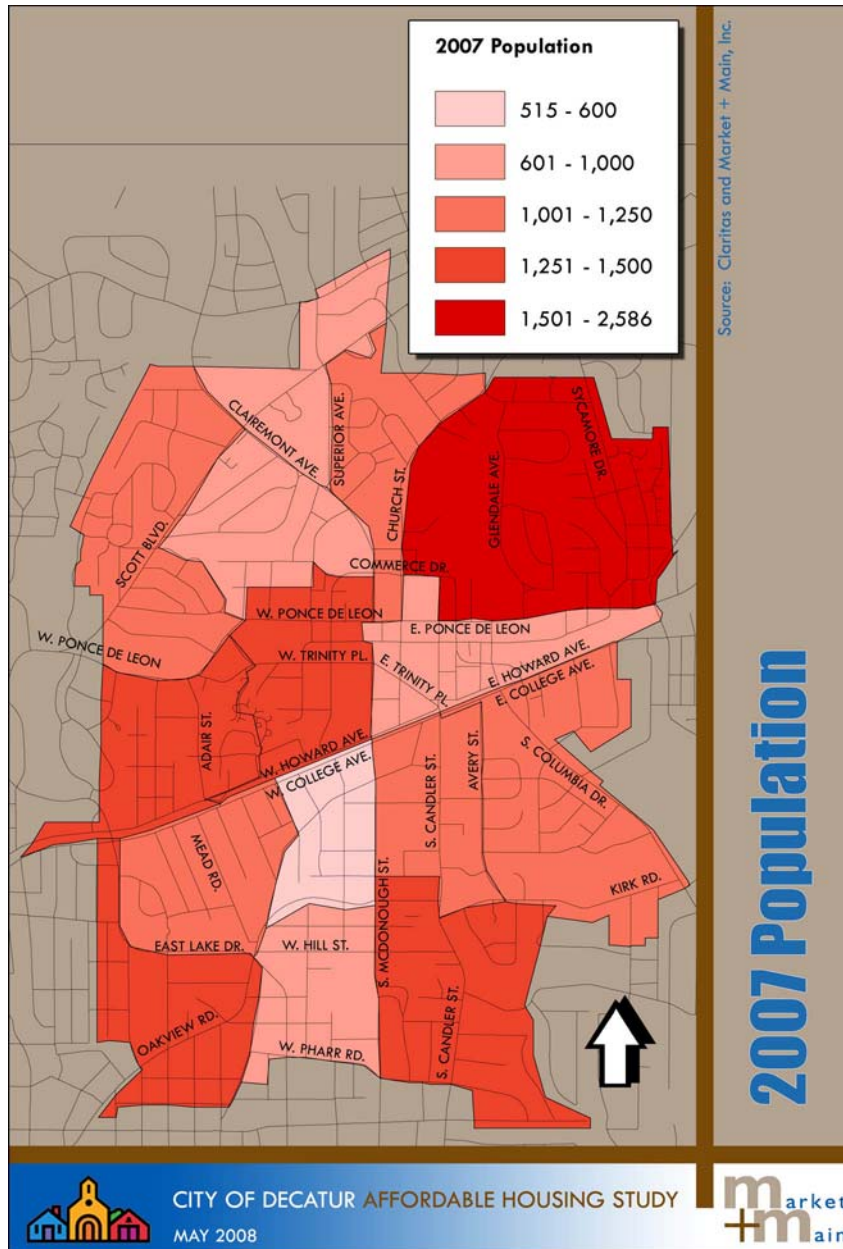 2007 Population
515 - 600
601 - 1,000
1,001 - 1,250
1,251 - 1,500
1,501 - 2,586
Source: Claritas and Market + Main, Inc.
CLAIREMONT AVE.
SUPERIOR AVE.
CHURCH ST.
GLENDALE AVE.
SYCAMORE DR.
SCOTT BLVD.
COMMERCE DR.
W. PONCE DE LEON
E. PONCE DE LEON
W. PONCE DE LEON
W. TRINITY PL.
E. TRINITY PL.
E. HOWARD AVE.
E. COLLEGE AVE.
ADAIR ST.
W. HOWARD AVE.
W. COLLEGE AVE.
S. CANDLER ST.
AVERY ST.
S. COLUMBIA DR.
MEAD RD.
KIRK RD.
S. MCDONOUGH ST.
EAST LAKE DR.
W. HILL ST.
OAKVIEW RD.
W. PHARR RD.
S. CANDLER ST.
2007 Population
CITY OF DECATUR AFFORDABLE HOUSING STUDY
MAY 2008
market
+main